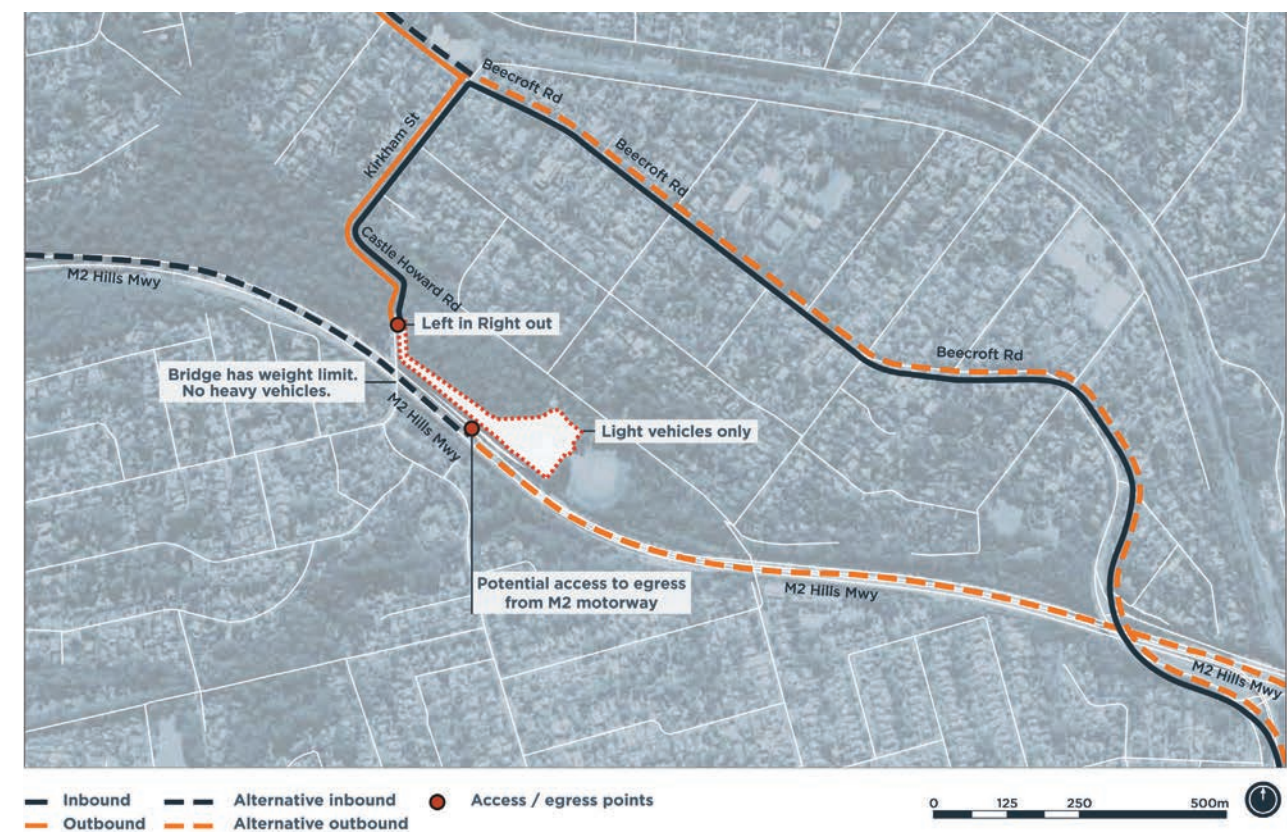 Beecroft Rd
Beecroft Rd
Kirkham St
Castle Howard Rd
M2 Hills Mwy
Left in Right out
Beecroft Rd
Bridge has weight limit.
No heavy vehicles.
M2 Hills Mwy
Light vehicles only
Potential access to egress
from M2 motorway
M2 Hills Mwy
M2 Hills Mwy
Inbound
Alternative inbound
Access / egress points
0 125 250 500m
Outbound
Alternative outbound